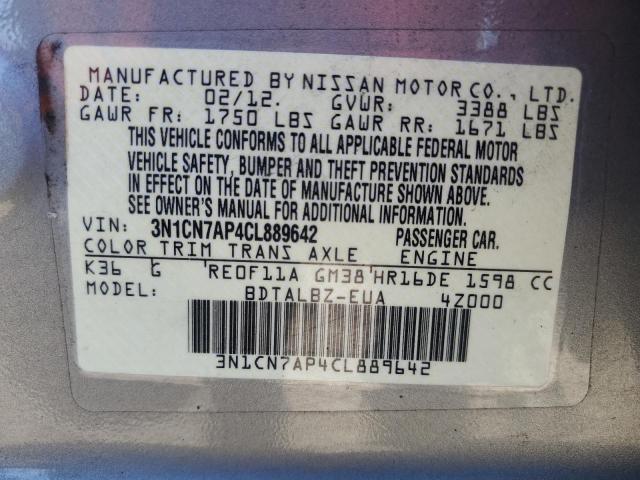 MANUFACTURED BY NISSAN MOTOR CO., LTD.
DATE: 02/12. GVWR: 3388 LBS
GAWR FR: 1750 LBS GAWR RR: 1671 LBS
THIS VEHICLE CONFORMS TO ALL APPLICABLE FEDERAL MOTOR
VEHICLE SAFETY, BUMPER AND THEFT PREVENTION STANDARDS
IN EFFECT ON THE DATE OF MANUFACTURE SHOWN ABOVE.
SEE OWNER'S MANUAL FOR ADDITIONAL INFORMATION.
VIN: 3N1CN7AP4CL889642 PASSENGER CAR.
COLOR TRIM TRANS AXLE ENGINE
K36 G RE0F11A GM38 HR16DE 1598 CC
MODEL: BDTALBZ-EUA 4Z000
3N1CN7AP4CL889642